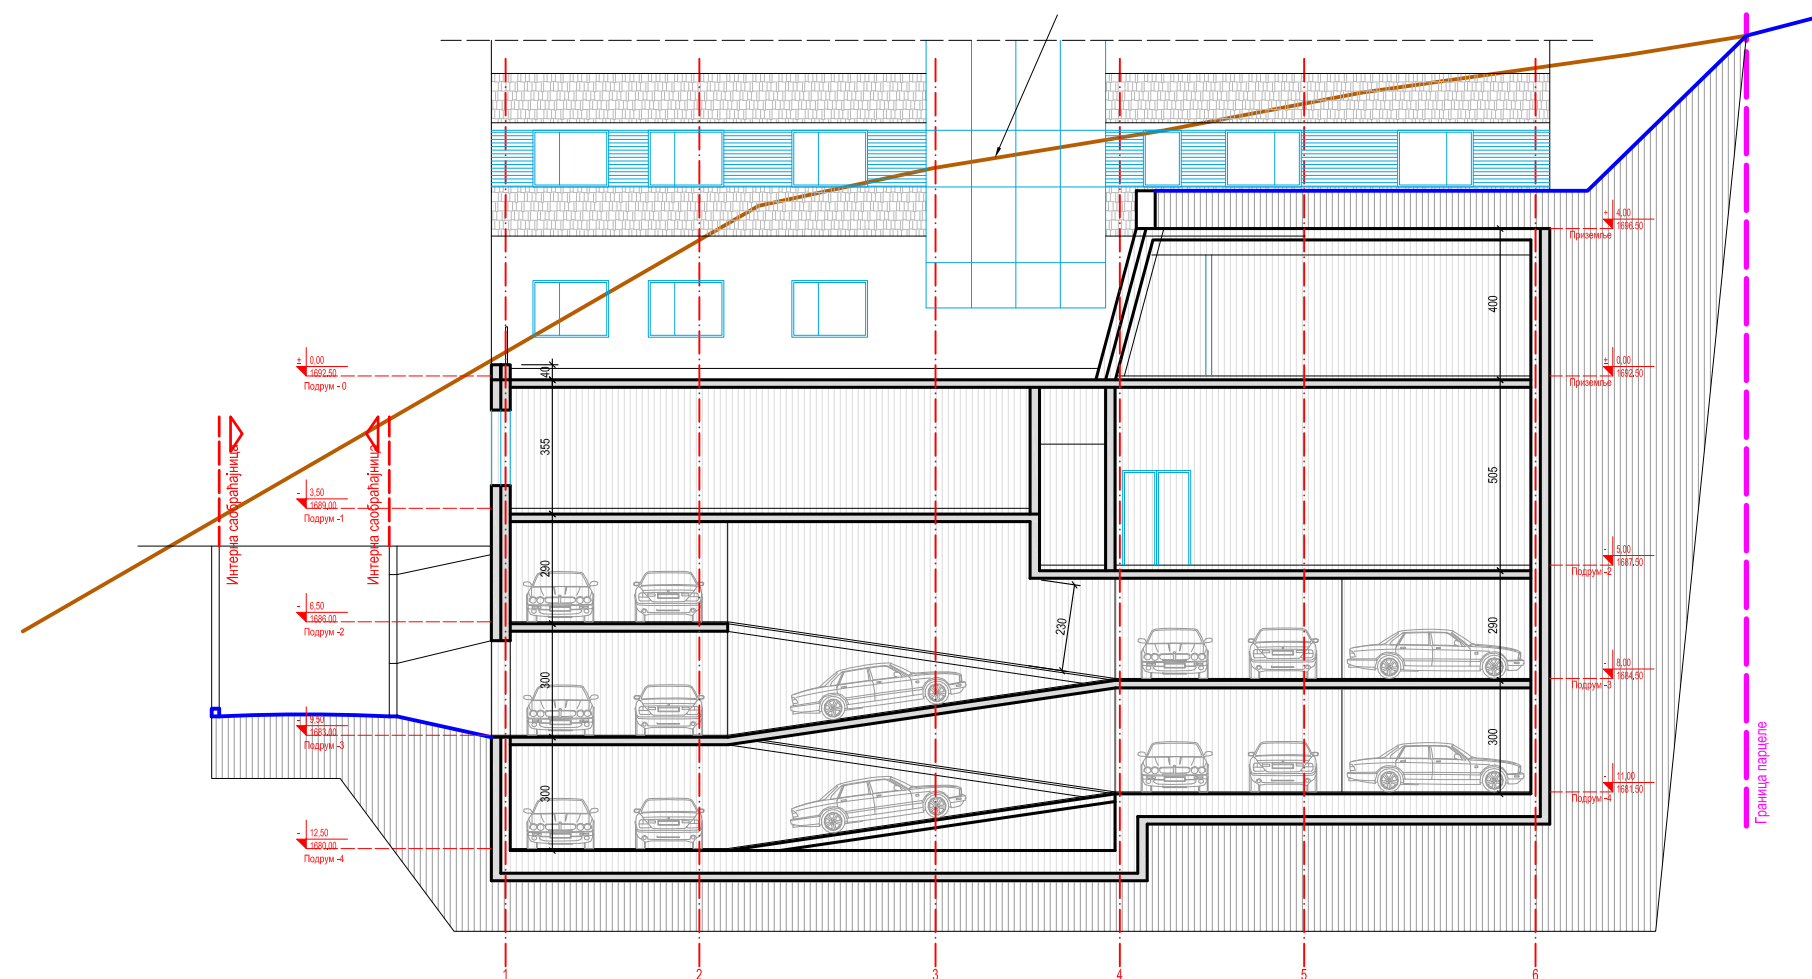 + 4,00
1696.50
Приземље
400
± 0,00
1692.50
Подрум - 0
40
± 0,00
1692.50
Приземље
Интерна саобраћајница
Интерна саобраћајница
355
505
- 3,50
1689.00
Подрум -1
- 5,00
1687.50
Подрум -2
290
- 6,50
1686.00
Подрум -2
230
290
- 8,00
1684.50
Подрум -3
300
- 9,50
1683.00
Подрум -3
300
Граница парцеле
- 11,00
1681.50
Подрум -4
300
- 12,50
1680.00
Подрум -4
1 2 3 4 5 6